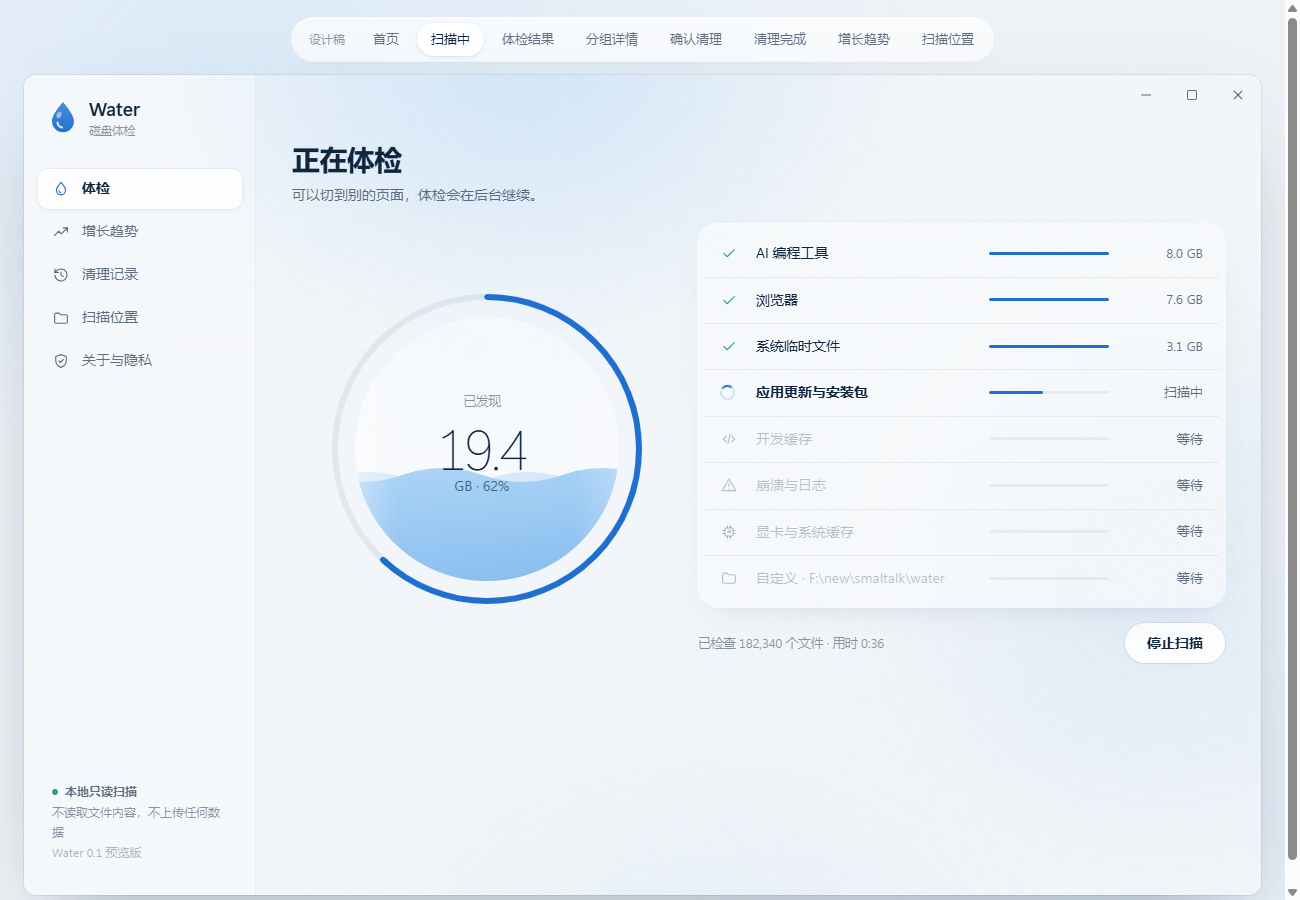 设计稿 首页 扫描中 体检结果 分组详情 确认清理 清理完成 增长趋势 扫描位置
Water
磁盘体检
体检
增长趋势
清理记录
扫描位置
关于与隐私
本地只读扫描
不读取文件内容，不上传任何数
据
Water 0.1 预览版
正在体检
可以切到别的页面，体检会在后台继续。
已发现
19.4
GB · 62%
AI 编程工具 8.0 GB
浏览器 7.6 GB
系统临时文件 3.1 GB
应用更新与安装包 扫描中
开发缓存 等待
崩溃与日志 等待
显卡与系统缓存 等待
自定义 · F:\new\smaltalk\water 等待
已检查 182,340 个文件 · 用时 0:36
停止扫描